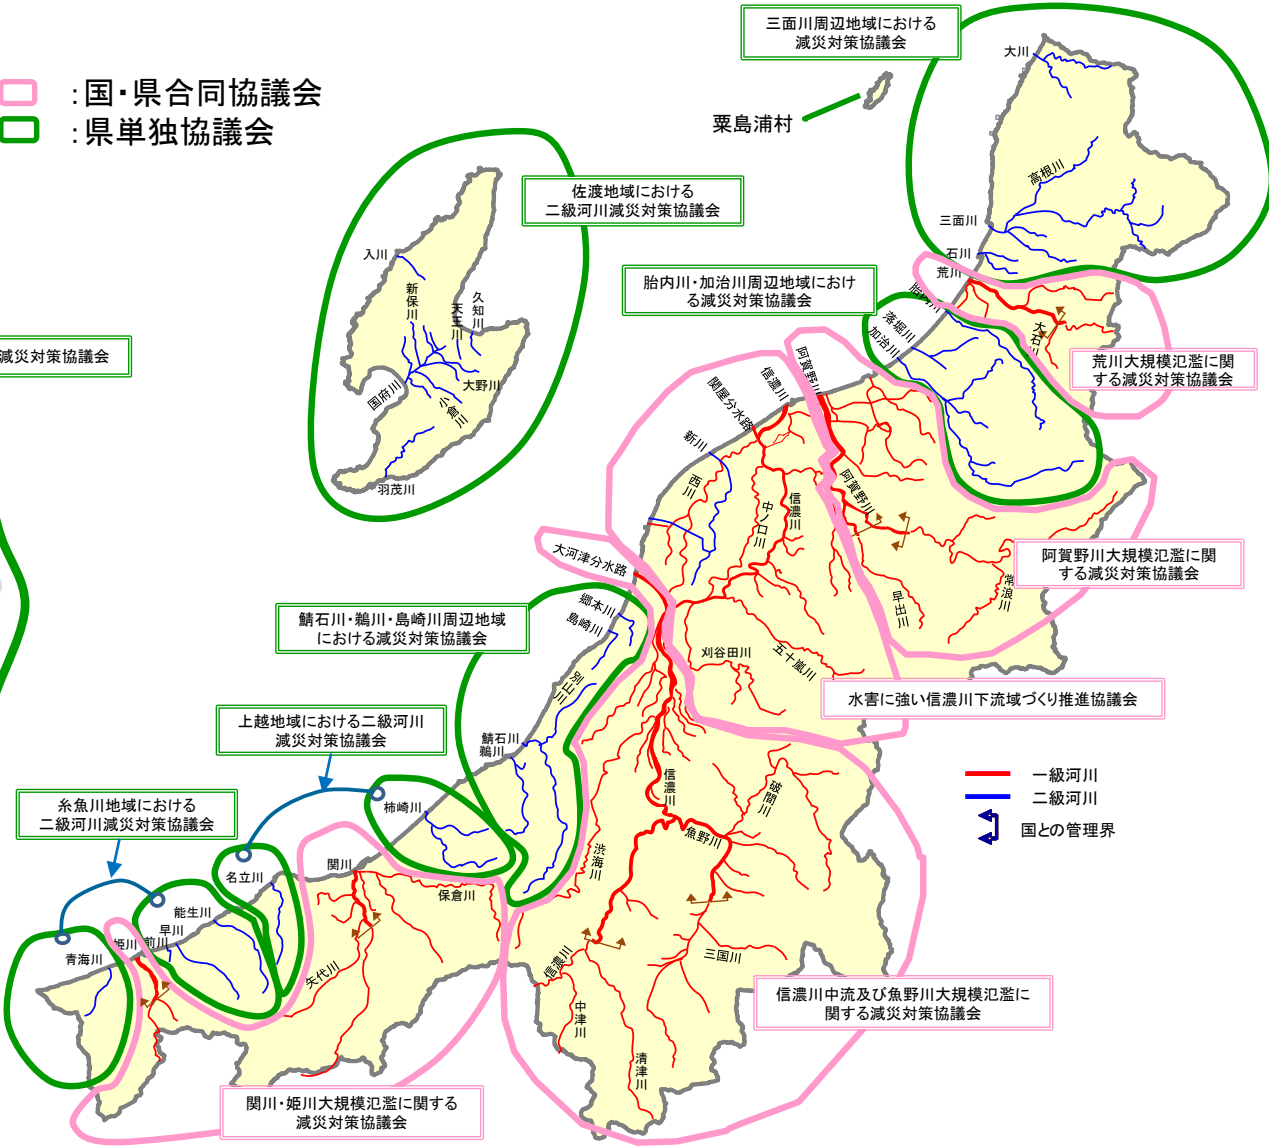 :国・県合同協議会
:県単独協議会
三面川周辺地域における
減災対策協議会
粟島浦村
大川
高根川
三面川
石川
荒川
胎内川
佐渡地域における
二級河川減災対策協議会
入川
新保川
久知川
天王川
大野川
国府川
小倉川
羽茂川
減災対策協議会
胎内川・加治川周辺地域におけ
る減災対策協議会
落堀川
加治川
大石川
荒川大規模氾濫に関
する減災対策協議会
阿賀野川
信濃川
関屋分水路
新川
西川
中ノ口川
信濃川
阿賀野川
大河津分水路
早出川
常浪川
阿賀野川大規模氾濫に関
する減災対策協議会
鯖石川・鵜川・島崎川周辺地域
における減災対策協議会
郷本川
島崎川
別山川
刈谷田川
五十嵐川
水害に強い信濃川下流域づくり推進協議会
上越地域における二級河川
減災対策協議会
鯖石川
鵜川
信濃川
破間川
魚野川
一級河川
二級河川
国との管理界
糸魚川地域における
二級河川減災対策協議会
柿崎川
渋海川
名立川
関川
保倉川
能生川
早川
前川
姫川
青海川
矢代川
信濃川
三国川
中津川
清津川
信濃川中流及び魚野川大規模氾濫に
関する減災対策協議会
関川・姫川大規模氾濫に関する
減災対策協議会